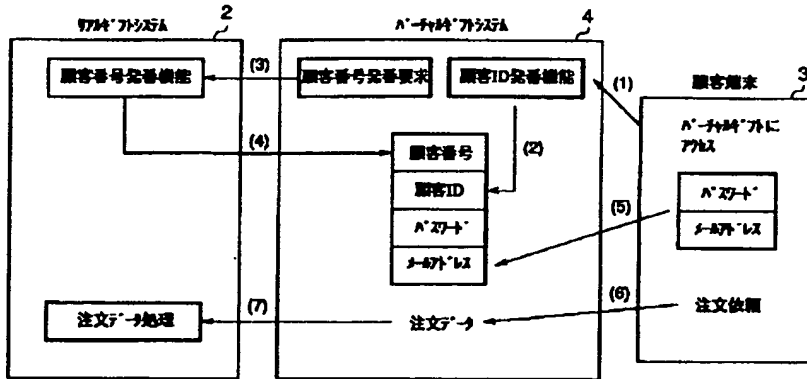 リアルギフトシステム
2
バーチャルギフトシステム
4
顧客番号発番機能
(3)
顧客番号発番要求
顧客ID発番機能
(1)
顧客端末
3
バーチャルギフトに
アクセス
(4)
(2)
顧客番号
顧客ID
パスワード
メールアドレス
(5)
パスワード
メールアドレス
注文データ処理
(7)
注文データ
(6)
注文依頼